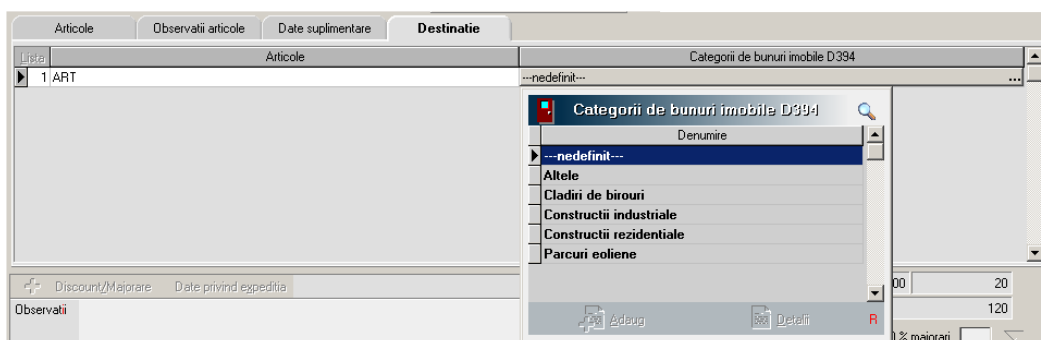 Articole Observatii articole Date suplimentare Destinatie
Lista Articole Categorii de bunuri imobile D394
1 ART ---nedefinit--- ...
Categorii de bunuri imobile D394
Denumire
---nedefinit---
Altele
Cladiri de birouri
Constructii industriale
Constructii rezidentiale
Parcuri eoliene
Discount/Majorare Date privind expeditia 00 20
Observatii 120
Adaug Detalii R
% majorari